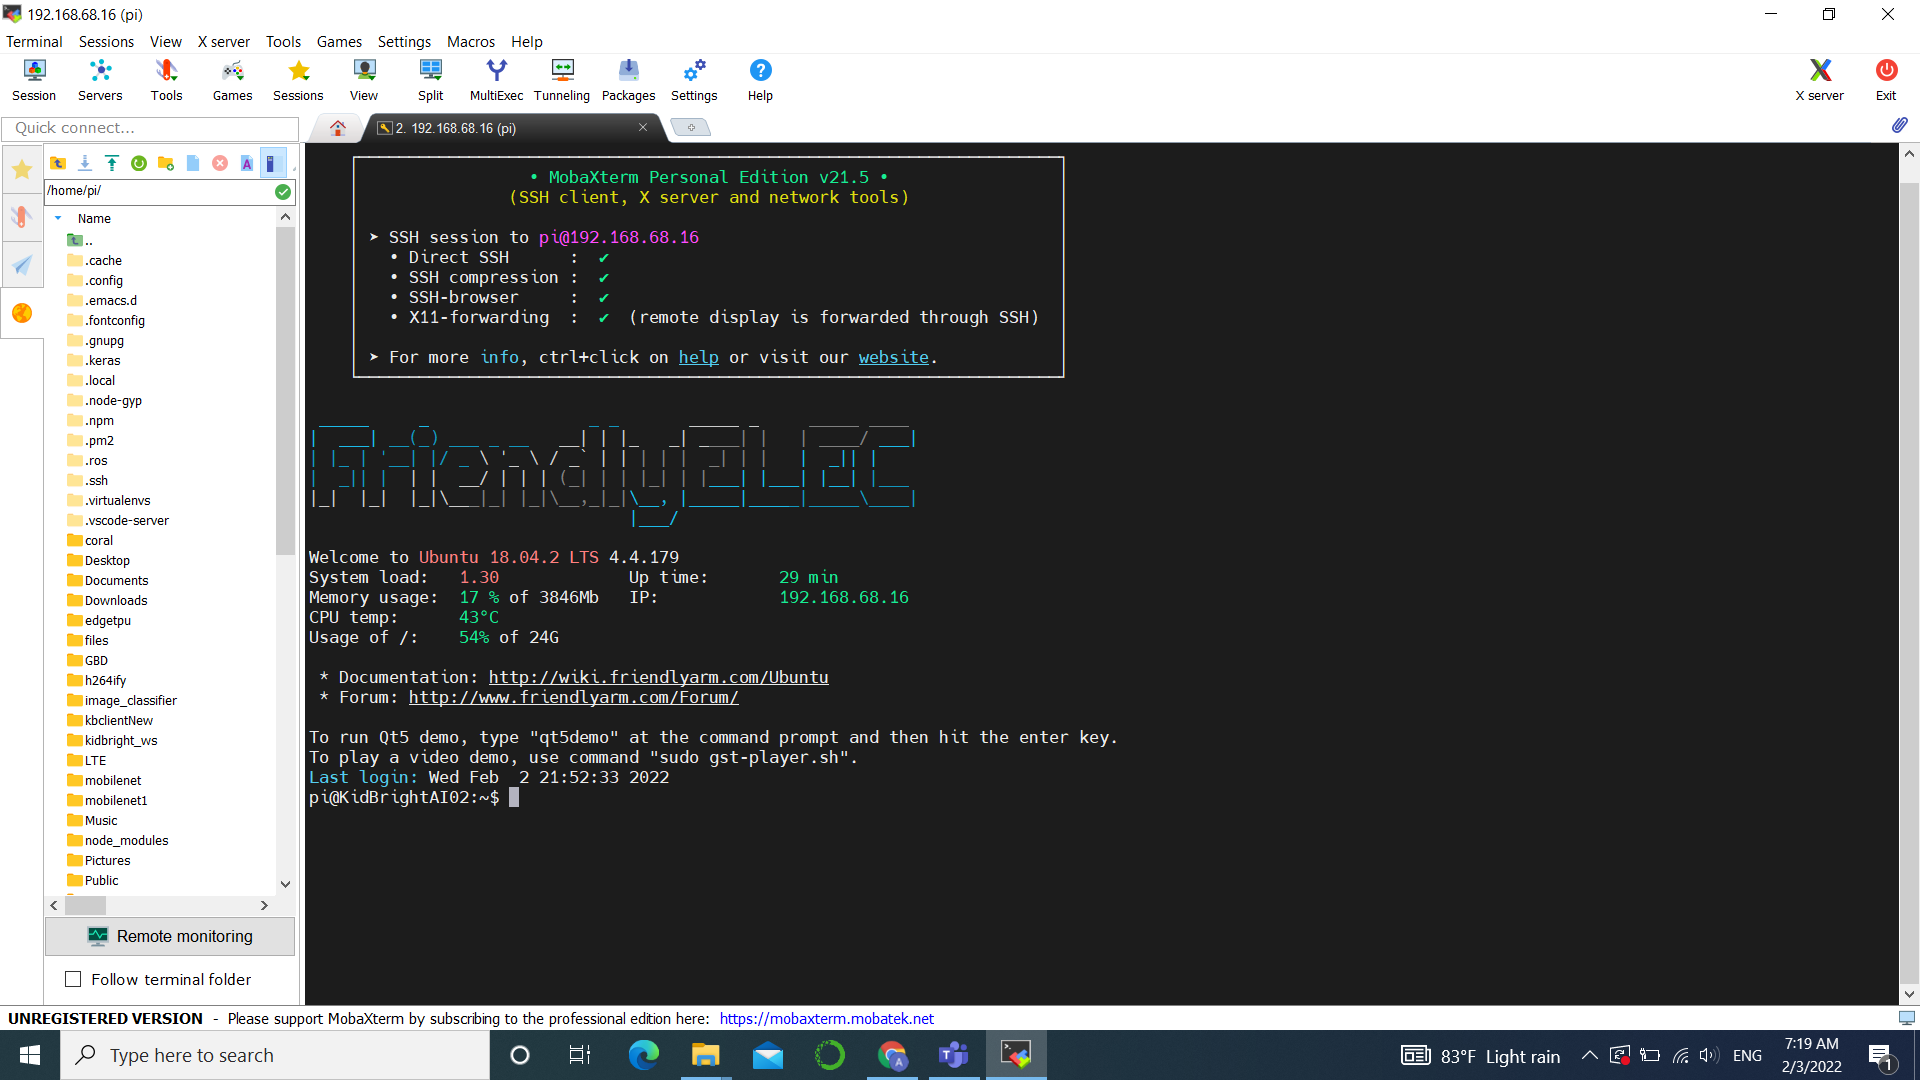 192.168.68.16 (pi)
Terminal Sessions View X server Tools Games Settings Macros Help
Session Servers Tools Games Sessions View Split MultiExec Tunneling Packages Settings Help X server Exit
Quick connect...
2. 192.168.68.16 (pi)
/home/pi/
Name
..
.cache
.config
.emacs.d
.fontconfig
.gnupg
.keras
.local
.node-gyp
.npm
.pm2
.ros
.ssh
.virtualenvs
.vscode-server
coral
Desktop
Documents
Downloads
edgetpu
files
GBD
h264ify
image_classifier
kbclientNew
kidbright_ws
LTE
mobilenet
mobilenet1
Music
node_modules
Pictures
Public
Remote monitoring
Follow terminal folder
• MobaXterm Personal Edition v21.5 •
(SSH client, X server and network tools)
➤ SSH session to pi@192.168.68.16
• Direct SSH : ✔
• SSH compression : ✔
• SSH-browser : ✔
• X11-forwarding : ✔ (remote display is forwarded through SSH)
➤ For more info, ctrl+click on help or visit our website.
FriendlyELEC
Welcome to Ubuntu 18.04.2 LTS 4.4.179
System load: 1.30 Up time: 29 min
Memory usage: 17 % of 3846Mb IP: 192.168.68.16
CPU temp: 43°C
Usage of /: 54% of 24G
* Documentation: http://wiki.friendlyarm.com/Ubuntu
* Forum: http://www.friendlyarm.com/Forum/
To run Qt5 demo, type "qt5demo" at the command prompt and then hit the enter key.
To play a video demo, use command "sudo gst-player.sh".
Last login: Wed Feb 2 21:52:33 2022
pi@KidBrightAI02:~$
UNREGISTERED VERSION - Please support MobaXterm by subscribing to the professional edition here: https://mobaxterm.mobatek.net
Type here to search
83°F Light rain
ENG
7:19 AM
2/3/2022
1